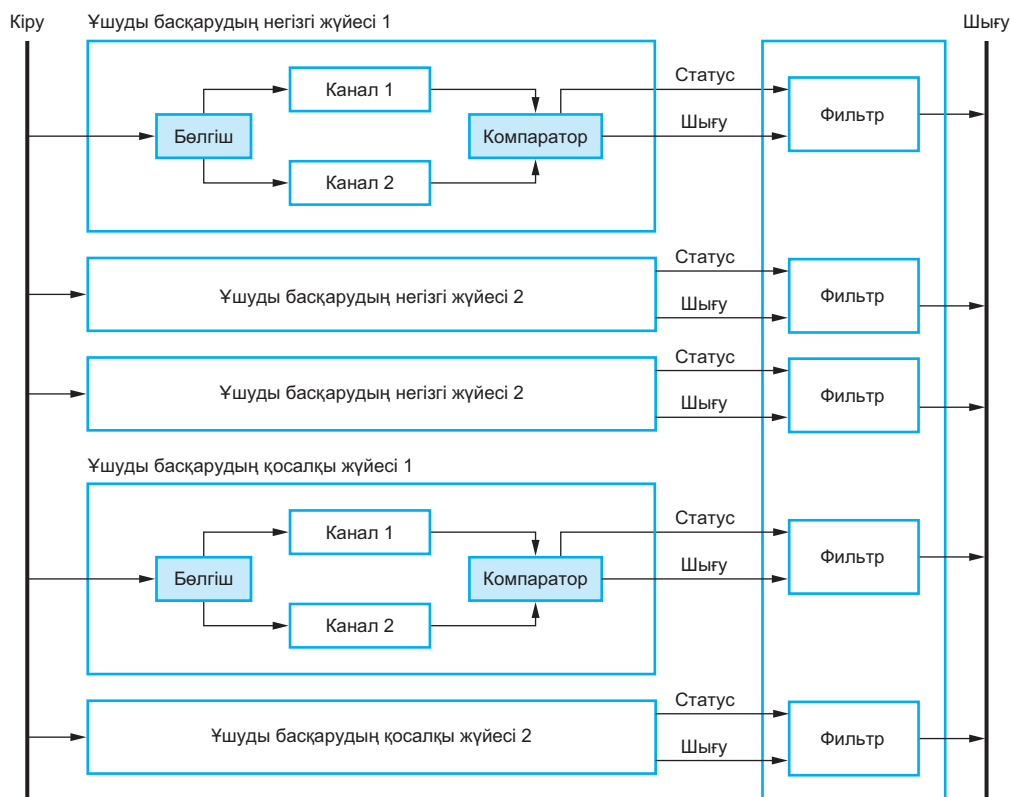 Кіру
Ұшуды басқарудың негізгі жүйесі 1
Шығу
Канал 1
Статус
Бөлгіш
Компаратор
Шығу
Фильтр
Канал 2
Ұшуды басқарудың негізгі жүйесі 2
Статус
Шығу
Фильтр
Ұшуды басқарудың негізгі жүйесі 2
Статус
Шығу
Фильтр
Ұшуды басқарудың қосалқы жүйесі 1
Канал 1
Статус
Бөлгіш
Компаратор
Шығу
Фильтр
Канал 2
Ұшуды басқарудың қосалқы жүйесі 2
Статус
Шығу
Фильтр